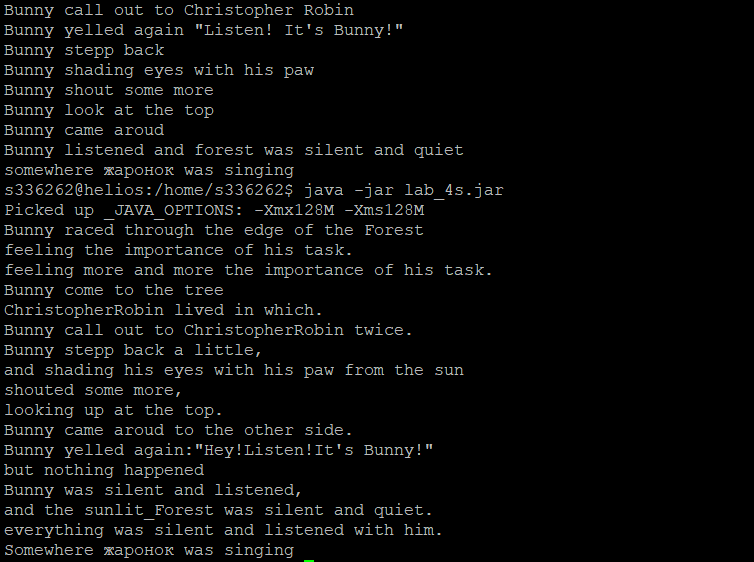 Bunny call out to Christopher Robin
Bunny yelled again "Listen! It's Bunny!"
Bunny stepp back
Bunny shading eyes with his paw
Bunny shout some more
Bunny look at the top
Bunny came aroud
Bunny listened and forest was silent and quiet
somewhere жаронок was singing
s336262@helios:/home/s336262$ java -jar lab_4s.jar
Picked up _JAVA_OPTIONS: -Xmx128M -Xms128M
Bunny raced through the edge of the Forest
feeling the importance of his task.
feeling more and more the importance of his task.
Bunny come to the tree
ChristopherRobin lived in which.
Bunny call out to ChristopherRobin twice.
Bunny stepp back a little,
and shading his eyes with his paw from the sun
shouted some more,
looking up at the top.
Bunny came aroud to the other side.
Bunny yelled again:"Hey!Listen!It's Bunny!"
but nothing happened
Bunny was silent and listened,
and the sunlit_Forest was silent and quiet.
everything was silent and listened with him.
Somewhere жаронок was singing